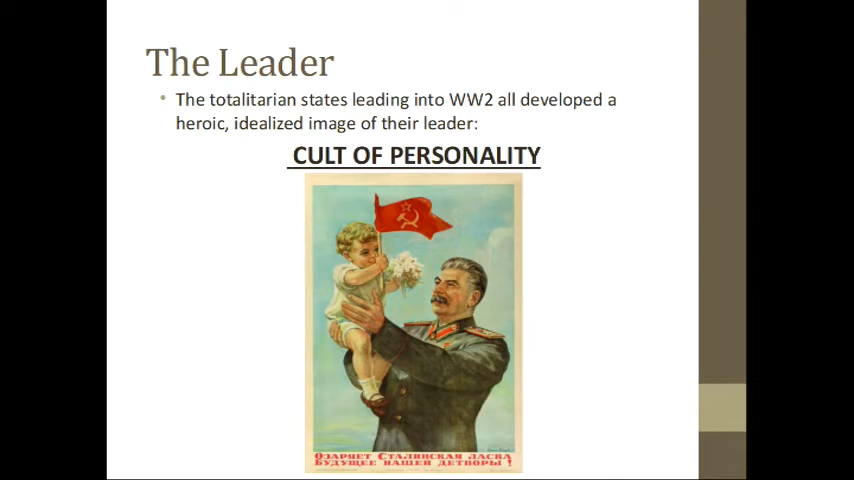 The Leader
• The totalitarian states leading into WW2 all developed a
heroic, idealized image of their leader:
CULT OF PERSONALITY
ОЗАРЯЕТ СТАЛИНСКАЯ ЛАСКА
БУДУЩЕЕ НАШЕЙ ДЕТВОРЫ !